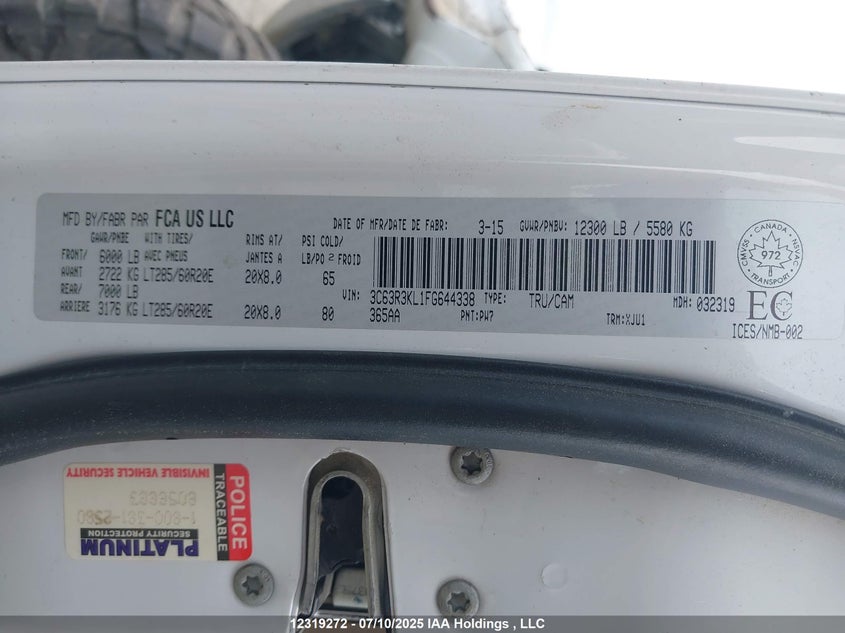 MFD BY/FABR PAR FCA US LLC
DATE OF MFR/DATE DE FABR: 3-15 GVWR/PNBV: 12300 LB / 5580 KG
GAWR/PNBE WITH TIRES/ RIMS AT/ PSI COLD/
FRONT/ 6000 LB AVEC PNEUS JANTES A LB/PO2 FROID
AVANT 2722 KG LT285/60R20E 20X8.0 65
REAR/ 7000 LB
ARRIERE 3176 KG LT285/60R20E 20X8.0 80
VIN: 3C63R3KL1FG644338 TYPE: TRU/CAM MDH: 032319
365AA PNT: PW7 TRM: XJU1
CANADA
CMVSS NSVAC
972
TRANSPORT
EC
ICES/NMB-002
POLICE
TRACEABLE
PLATINUM
SECURITY PROTECTION
INVISIBLE VEHICLE SECURITY
12319272 - 07/10/2025 IAA Holdings , LLC